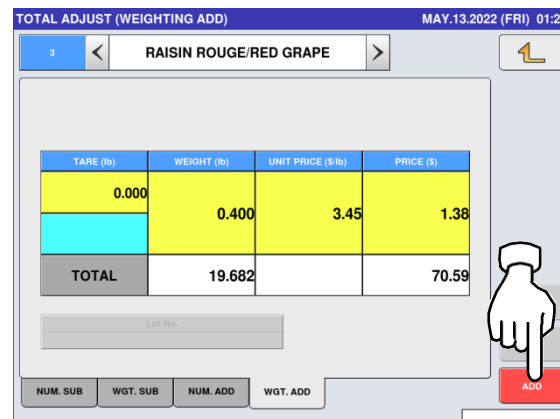 TOTAL ADJUST (WEIGHTING ADD) MAY.13.2022 (FRI) 01:2
3 < RAISIN ROUGE/RED GRAPE >
TARE (lb) WEIGHT (lb) UNIT PRICE ($/lb) PRICE ($)
0.000 0.400 3.45 1.38
TOTAL 19.682 70.59
Lot No.
NUM. SUB WGT. SUB NUM. ADD WGT. ADD ADD